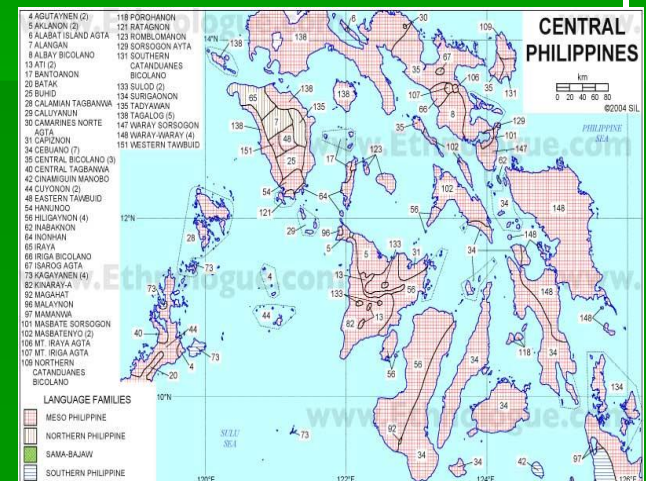 4 AGUTAYNEN (2)
5 AKLANON (2)
6 ALABAT ISLAND AGTA
7 ALANGAN
8 ALBAY BICOLANO
13 ATI (2)
17 BANTOANON
20 BATAK
25 BUHID
28 CALAMIAN TAGBANWA
29 CALUYANUN
30 CAMARINES NORTE
AGTA
31 CAPIZNON
34 CEBUANO (7)
35 CENTRAL BICOLANO (3)
40 CENTRAL TAGBANWA
42 CINAMIGUIN MANOBO
44 CUYONON (2)
48 EASTERN TAWBUID
54 HANUNOO
56 HILIGAYNON (4)
62 INABAKNON
64 INONHAN
65 IRAYA
66 IRIGA BICOLANO
67 ISAROG AGTA
73 KAGAYANEN (4)
82 KINARAY-A
92 MAGAHAT
96 MALAYNON
97 MAMANWA
101 MASBATE SORSOGON
102 MASBATENYO (2)
106 MT. IRAYA AGTA
107 MT. IRIGA AGTA
109 NORTHERN
CATANDUANES
BICOLANO
118 POROHANON
121 RATAGNON
123 ROMBLOMANON
129 SORSOGON AYTA
131 SOUTHERN
CATANDUANES
BICOLANO
133 SULOD (2)
134 SURIGAONON
135 TADYAWAN
138 TAGALOG (5)
147 WARAY SORSOGON
148 WARAY-WARAY (4)
151 WESTERN TAWBUID
LANGUAGE FAMILIES
MESO PHILIPPINE
NORTHERN PHILIPPINE
SAMA-BAJAW
SOUTHERN PHILIPPINE
CENTRAL
PHILIPPINES
km
0 20 40 60 80
©2004 SIL
PHILIPPINE
SEA
SULU
SEA
14°N
12°N
10°N
120°E
122°E
124°E
126°E
www.Ethnologue.com